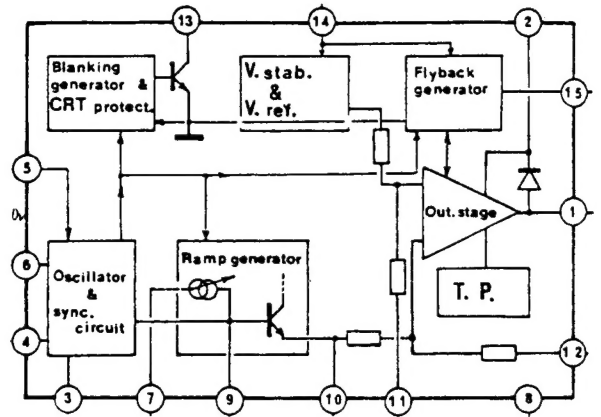 13
14
2
Blanking
generator &
CRT protect.
V. stab.
&
V. ref.
Flyback
generator
15
5
Out. stage
1
6
Oscillator
&
sync.
circuit
Ramp generator
T. P.
4
12
3
7
9
10
11
8